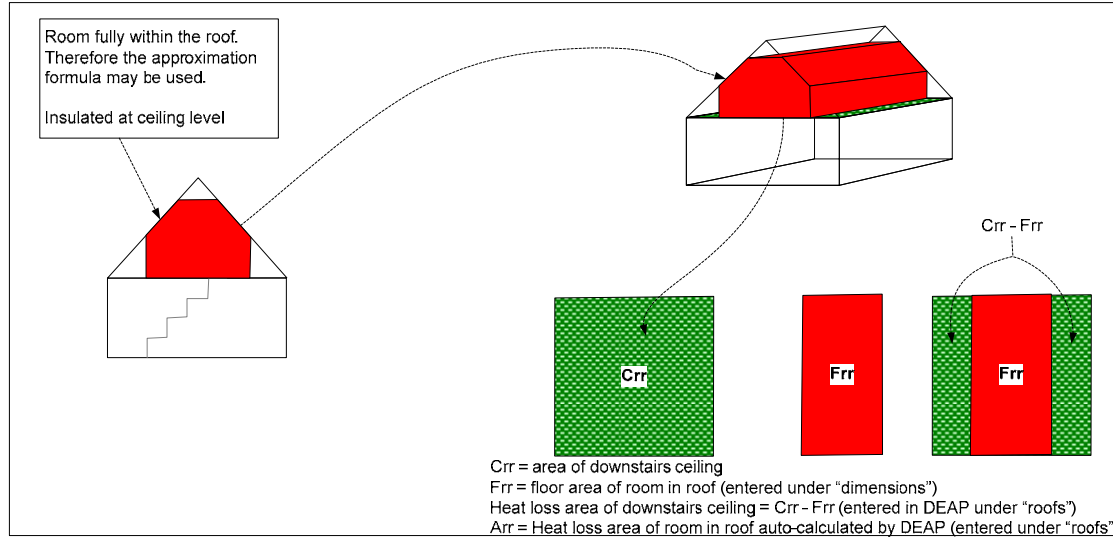 Room fully within the roof.
Therefore the approximation
formula may be used.
Insulated at ceiling level
Crr – Frr
Crr
Frr
Frr
Crr = area of downstairs ceiling
Frr = floor area of room in roof (entered under “dimensions”)
Heat loss area of downstairs ceiling = Crr - Frr (entered in DEAP under “roofs”)
Arr = Heat loss area of room in roof auto-calculated by DEAP (entered under “roofs”